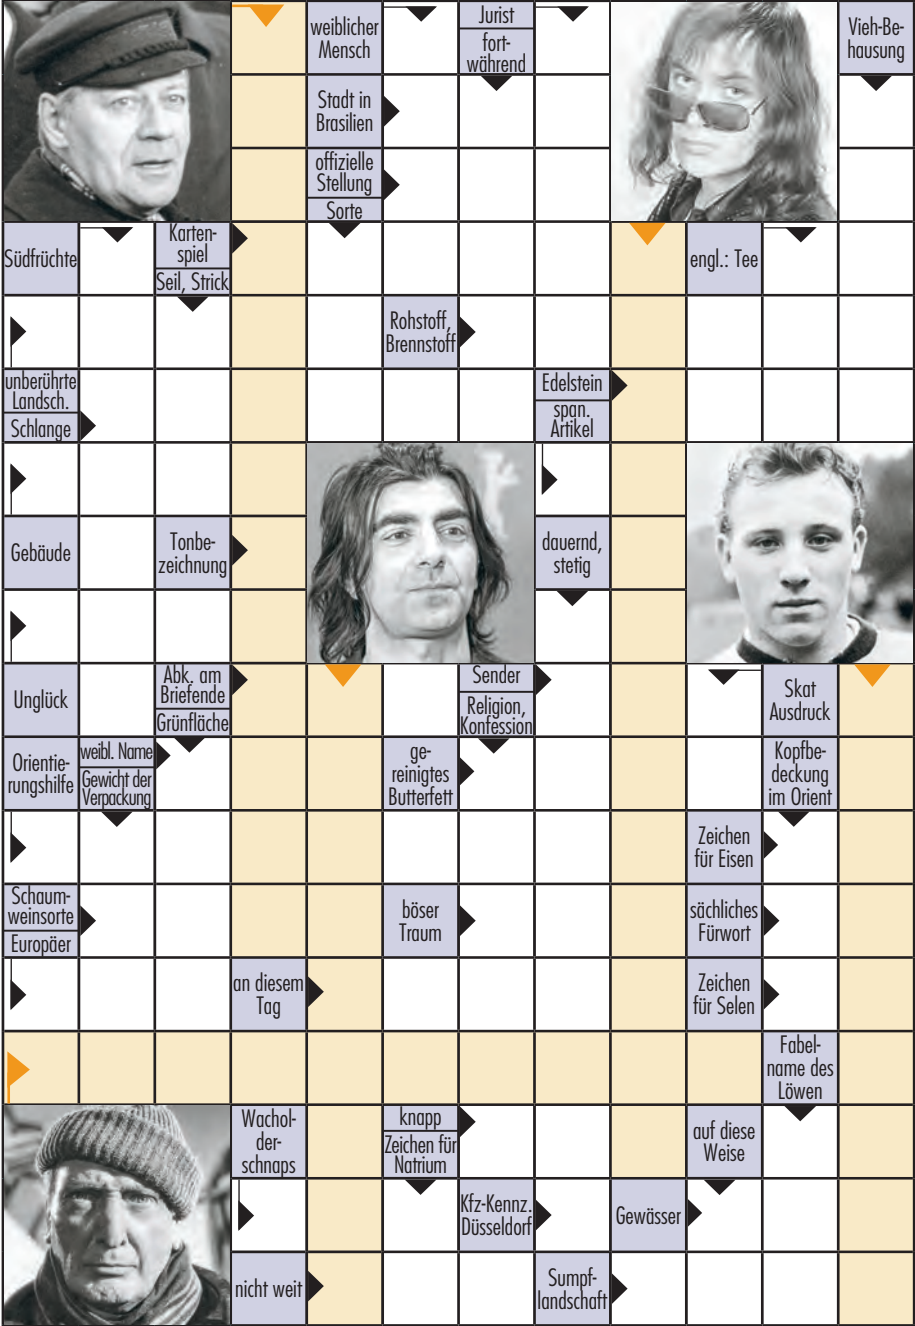 weiblicher
Mensch
Jurist
fort-
während
Vieh-Be-
hausung
Stadt in
Brasilien
offizielle
Stellung
Sorte
Südfrüchte
Karten-
spiel
Seil, Strick
engl.: Tee
Rohstoff,
Brennstoff
unberührte
Landsch.
Schlange
Edelstein
span.
Artikel
Gebäude
Tonbe-
zeichnung
dauernd,
stetig
Unglück
Abk. am
Briefende
Grünfläche
Sender
Religion,
Konfession
Skat
Ausdruck
Orientie-
rungshilfe
weibl. Name
Gewicht der
Verpackung
ge-
reinigtes
Butterfett
Kopfbe-
deckung
im Orient
Zeichen
für Eisen
Schaum-
weinsorte
Europäer
böser
Traum
sächliches
Fürwort
an diesem
Tag
Zeichen
für Selen
Fabel-
name des
Löwen
Wachol-
der-
schnaps
knapp
Zeichen für
Natrium
auf diese
Weise
Kfz-Kennz.
Düsseldorf
Gewässer
nicht weit
Sumpf-
landschaft